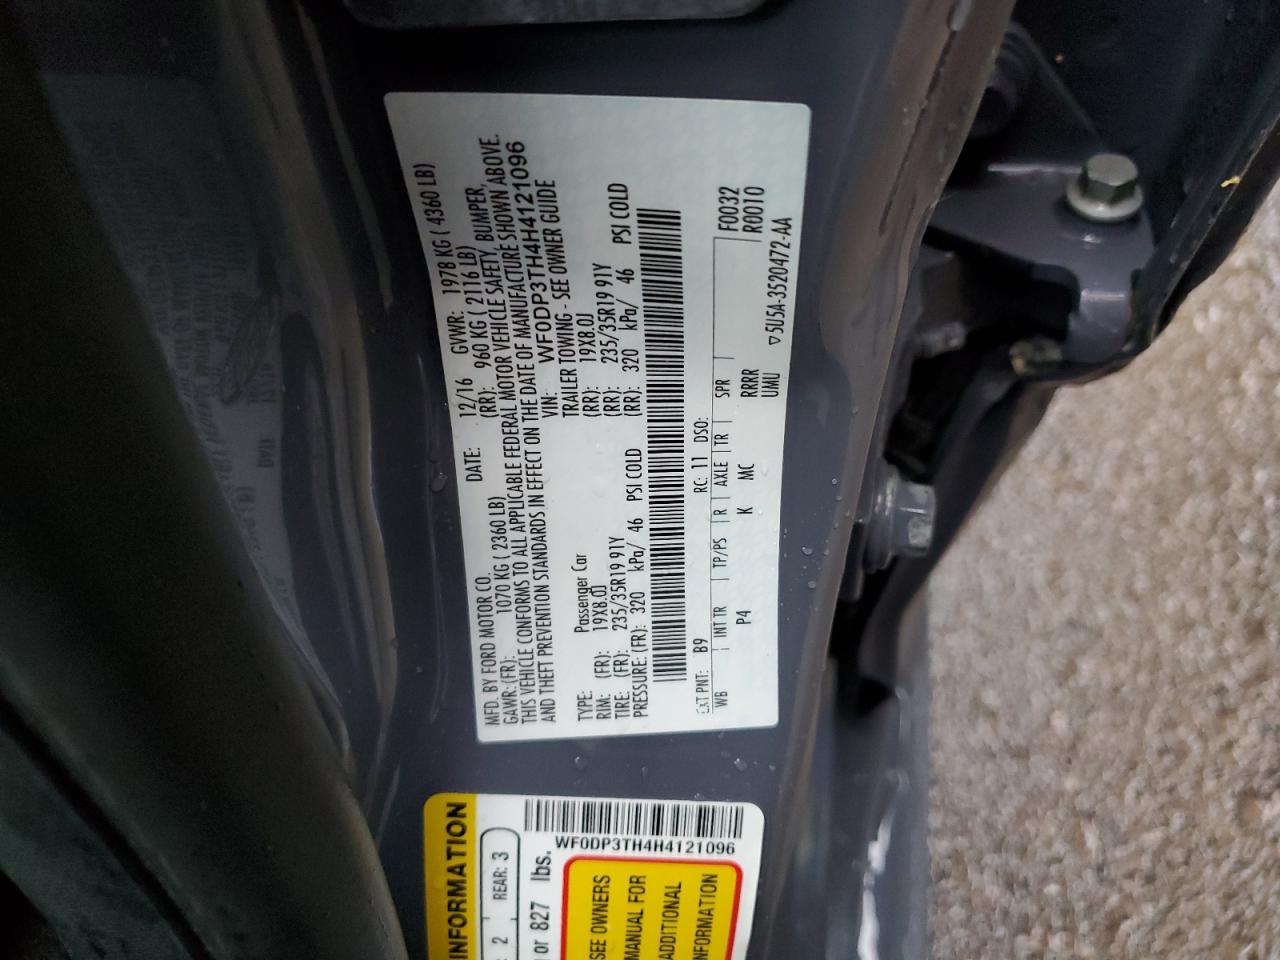 MFD. BY FORD MOTOR CO. DATE: 12/16 GVWR: 1978 KG ( 4360 LB)
GAWR: (FR): 1070 KG ( 2360 LB) (RR): 960 KG ( 2116 LB)
THIS VEHICLE CONFORMS TO ALL APPLICABLE FEDERAL MOTOR VEHICLE SAFETY, BUMPER,
AND THEFT PREVENTION STANDARDS IN EFFECT ON THE DATE OF MANUFACTURE SHOWN ABOVE.
VIN: WF0DP3TH4H4121096
TYPE: Passenger Car TRAILER TOWING - SEE OWNER GUIDE
RIM: (FR): 19X8.0J (RR): 19X8.0J
TIRE: (FR): 235/35R19 91Y (RR): 235/35R19 91Y
PRESSURE: (FR): 320 kPa/ 46 PSI COLD (RR): 320 kPa/ 46 PSI COLD
EXT PNT: B9 RC: 11 DSO: F0032
WB INT TR TP/PS R AXLE TR SPR R0010
P4 K MC RRRR
UMU 5U5A-3520472-AA
INFORMATION
2 REAR: 3
or 827 lbs.
WF0DP3TH4H4121096
SEE OWNERS
MANUAL FOR
ADDITIONAL
INFORMATION